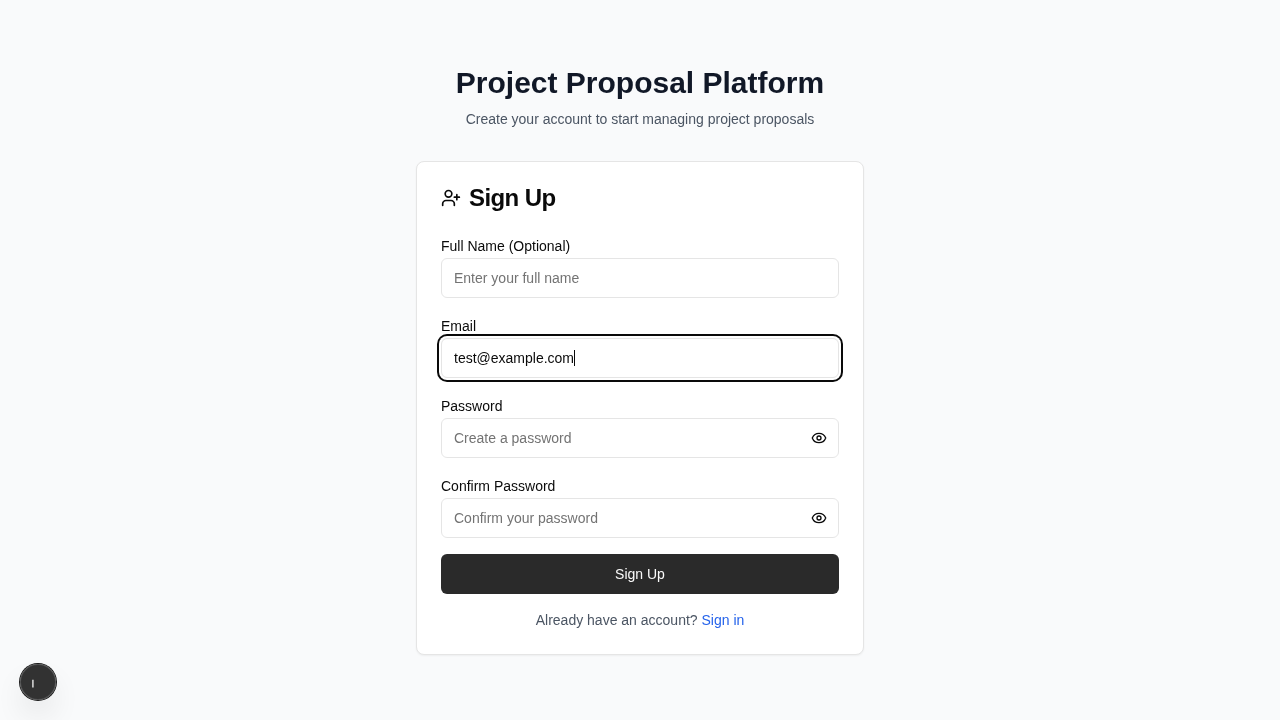 Project Proposal Platform
Create your account to start managing project proposals
Sign Up
Full Name (Optional)
Enter your full name
Email
test@example.com
Password
Create a password
Confirm Password
Confirm your password
Sign Up
Already have an account? Sign in